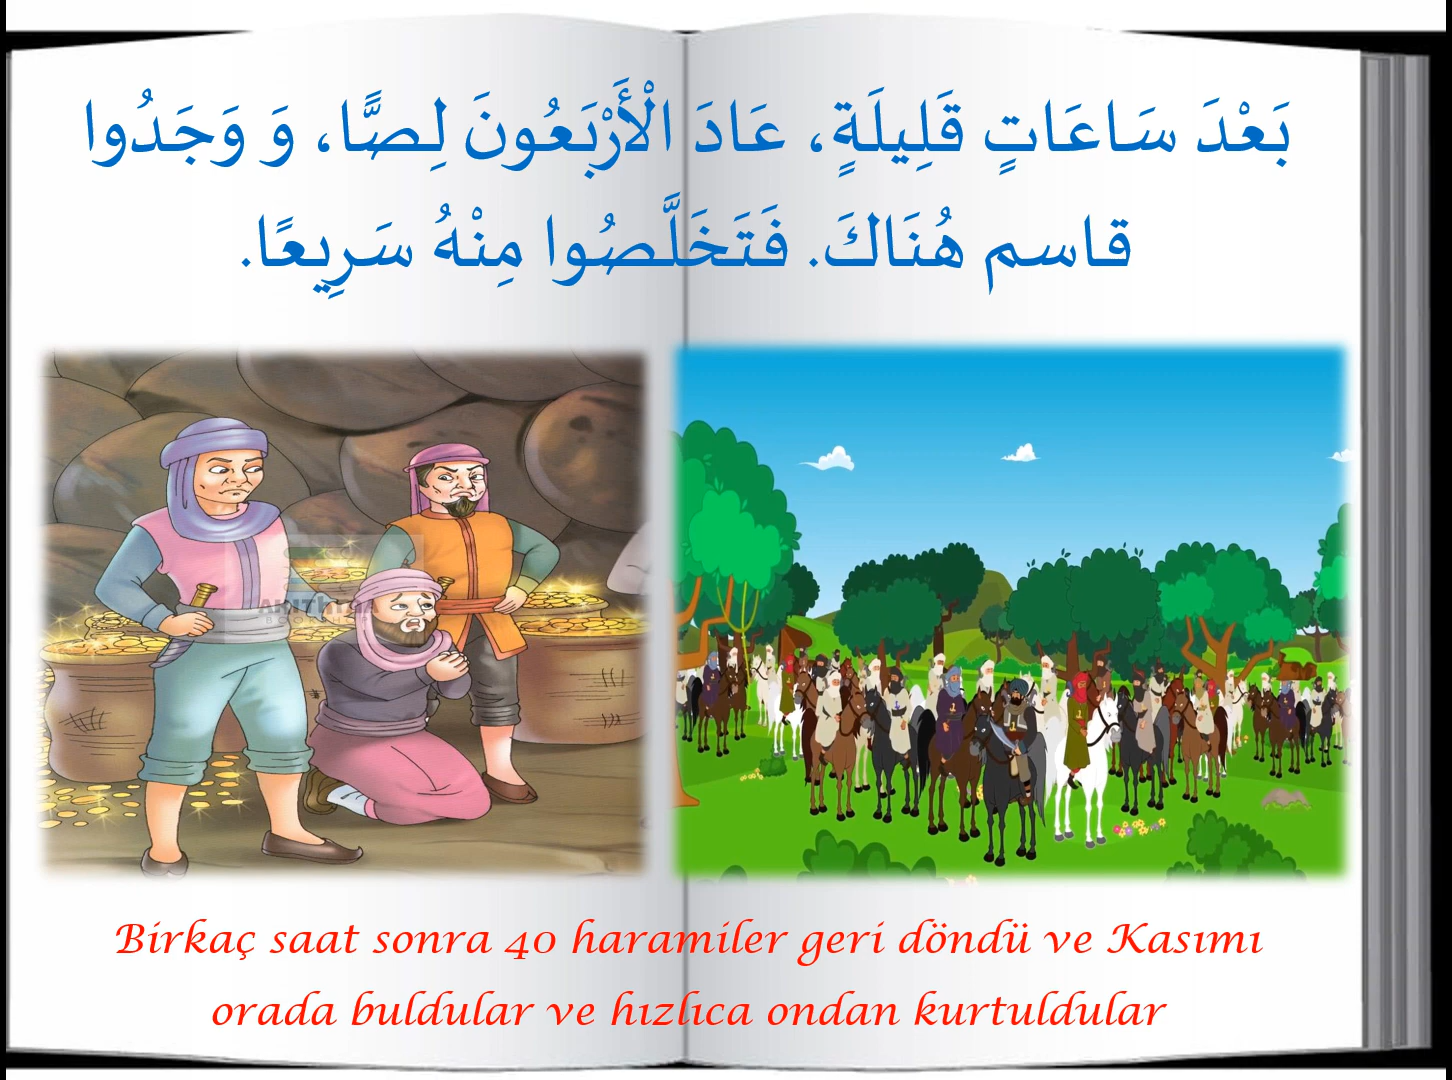 بَعْدَ سَاعَاتٍ قَلِيلَةٍ، عَادَ الْأَرْبَعُونَ لِصًّا، وَ وَجَدُوا
قاسم هُنَاكَ. فَتَخَلَّصُوا مِنْهُ سَرِيعًا.
Birkaç saat sonra 40 haramiler geri döndü ve Kasımı
orada buldular ve hızlıca ondan kurtuldular